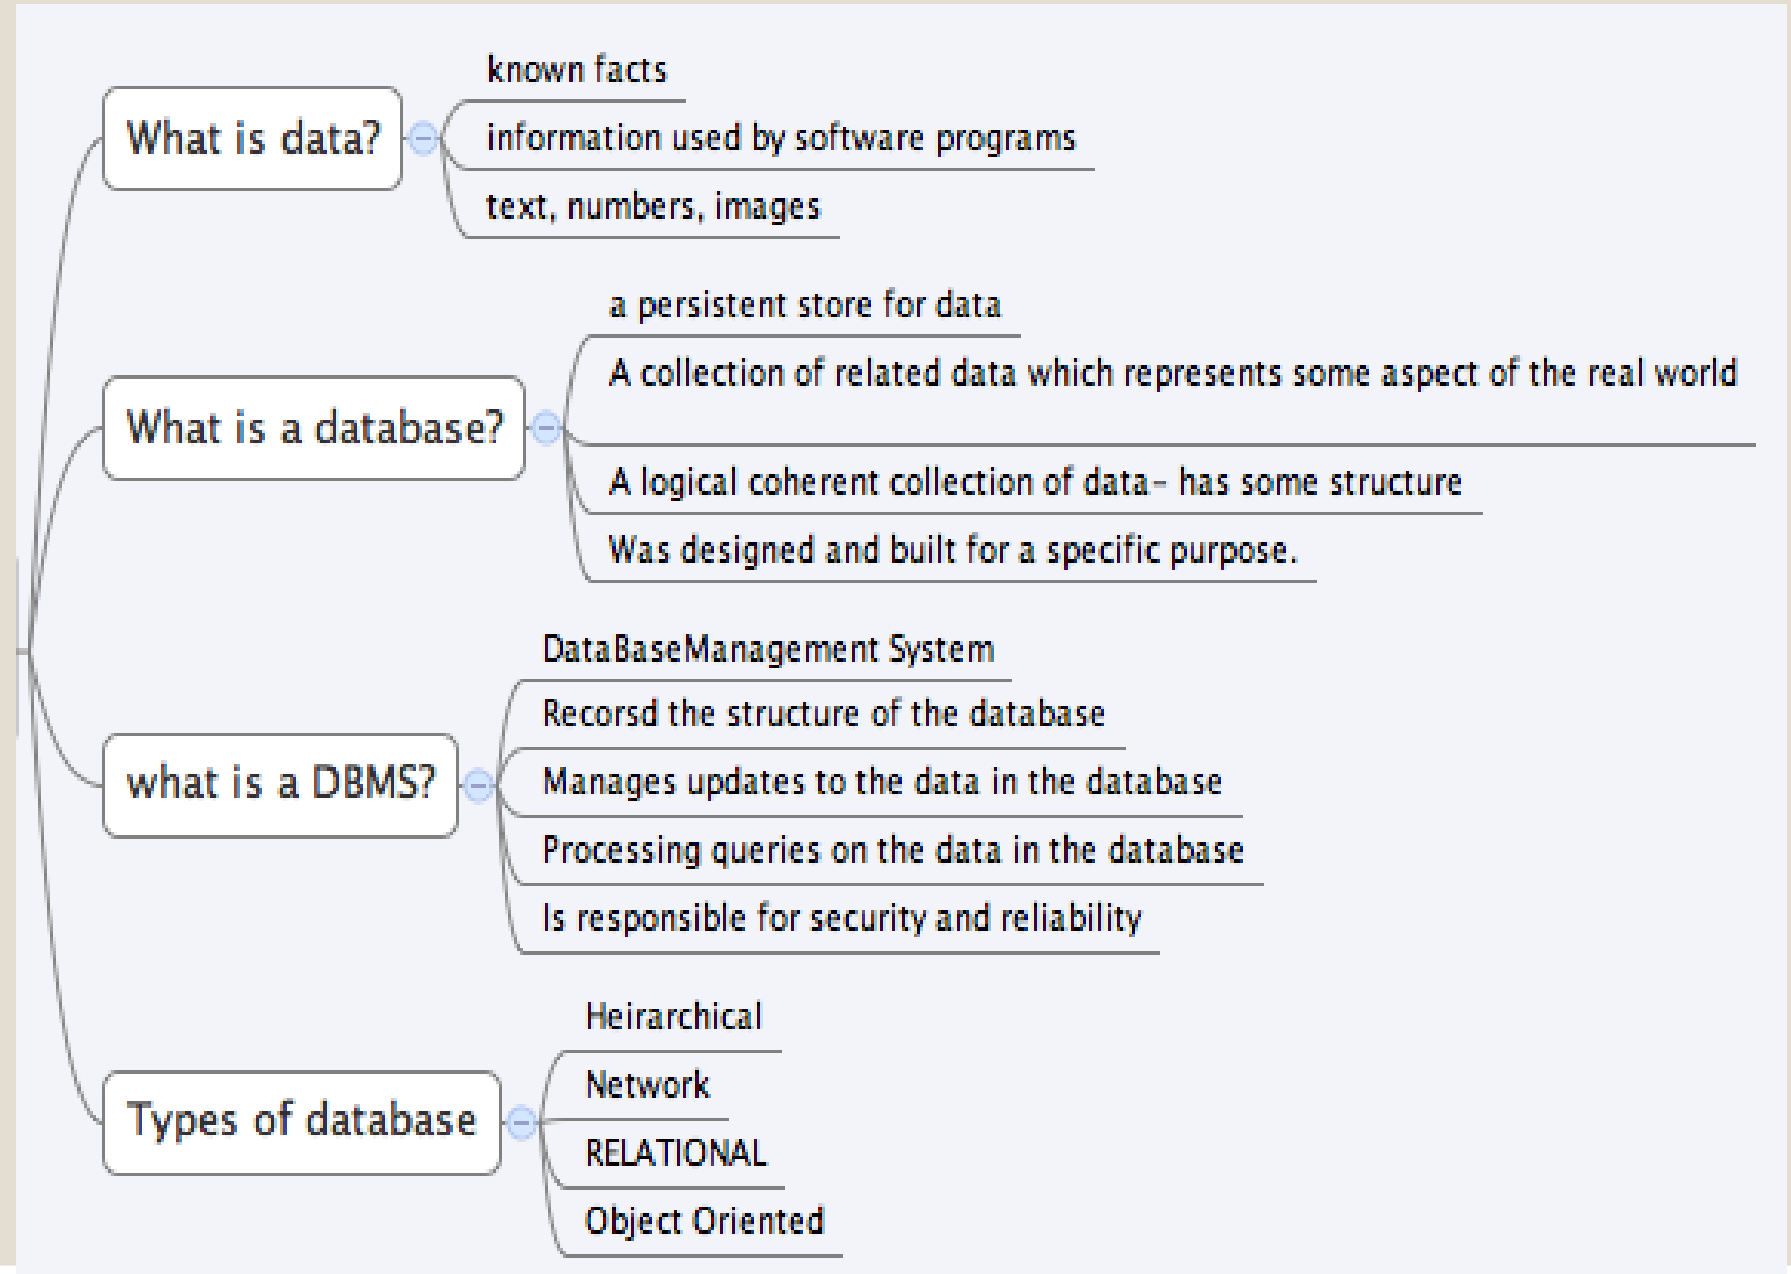 What is data?
known facts
information used by software programs
text, numbers, images
What is a database?
a persistent store for data
A collection of related data which represents some aspect of the real world
A logical coherent collection of data- has some structure
Was designed and built for a specific purpose.
what is a DBMS?
DataBaseManagement System
Recorsd the structure of the database
Manages updates to the data in the database
Processing queries on the data in the database
Is responsible for security and reliability
Types of database
Heirarchical
Network
RELATIONAL
Object Oriented